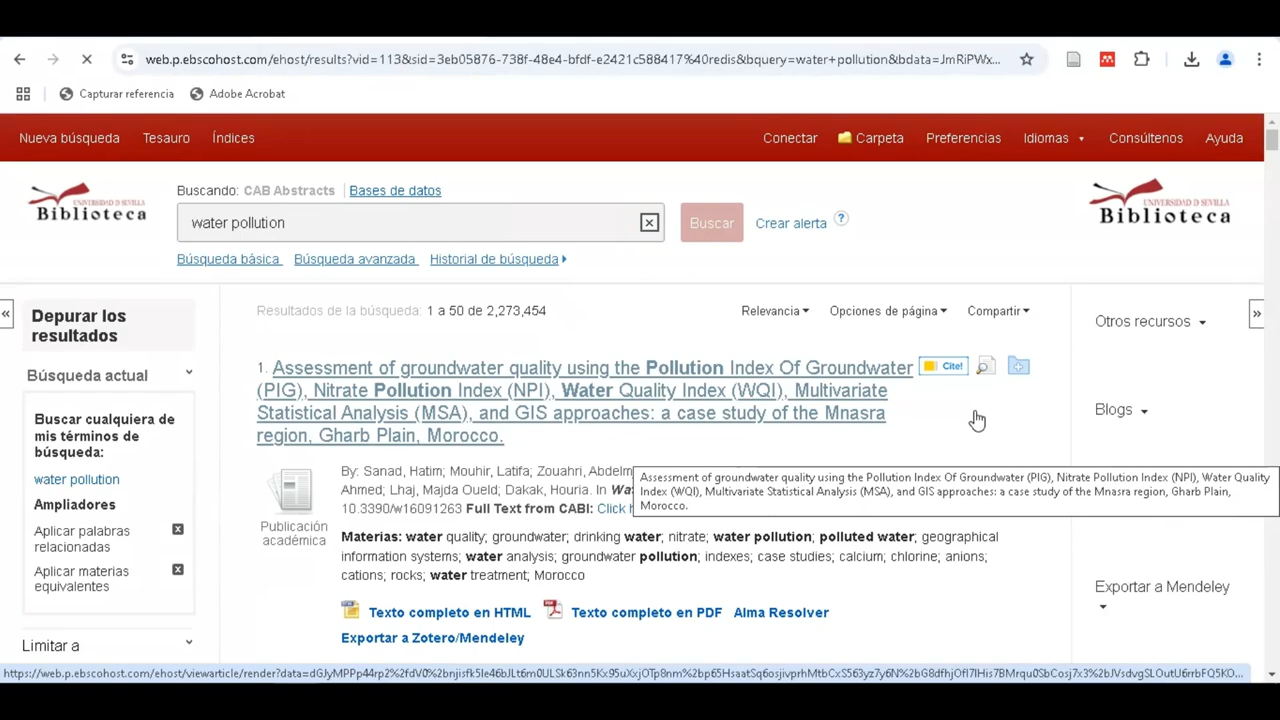 web.p.ebscohost.com/ehost/results?vid=113&sid=3eb05876-738f-48e4-bfdf-e2421c588417%40redis&bquery=water+pollution&bdata=JmRiPWx...
Capturar referencia
Adobe Acrobat
Nueva búsqueda Tesauro Índices Conectar Carpeta Preferencias Idiomas Consúltenos Ayuda
UNIVERSIDAD D SEVILLA
Biblioteca
Buscando: CAB Abstracts Bases de datos
water pollution
Buscar Crear alerta ?
Búsqueda básica Búsqueda avanzada Historial de búsqueda
UNIVERSIDAD D SEVILLA
Biblioteca
Depurar los
resultados
Búsqueda actual
Buscar cualquiera de
mis términos de
búsqueda:
water pollution
Ampliadores
Aplicar palabras
relacionadas
Aplicar materias
equivalentes
Limitar a
Resultados de la búsqueda: 1 a 50 de 2,273,454
Relevancia Opciones de página Compartir
1. Assessment of groundwater quality using the Pollution Index Of Groundwater
(PIG), Nitrate Pollution Index (NPI), Water Quality Index (WQI), Multivariate
Statistical Analysis (MSA), and GIS approaches: a case study of the Mnasra
region, Gharb Plain, Morocco.
Cite!
Publicación
académica
By: Sanad, Hatim; Mouhir, Latifa; Zouahri,
Ahmed; Lhaj, Majda Oueld; Dakak, Houria. In
10.3390/w16091263 Full Text from CABI: Click
Assessment of groundwater quality using the Pollution Index Of Groundwater (PIG), Nitrate Pollution Index (NPI), Water Quality
Index (WQI), Multivariate Statistical Analysis (MSA), and GIS approaches: a case study of the Mnasra region, Gharb Plain,
Morocco.
Materias: water quality; groundwater; drinking water; nitrate; water pollution; polluted water; geographical
information systems; water analysis; groundwater pollution; indexes; case studies; calcium; chlorine; anions;
cations; rocks; water treatment; Morocco
Texto completo en HTML Texto completo en PDF Alma Resolver
Exportar a Zotero/Mendeley
Otros recursos
Blogs
Exportar a Mendeley